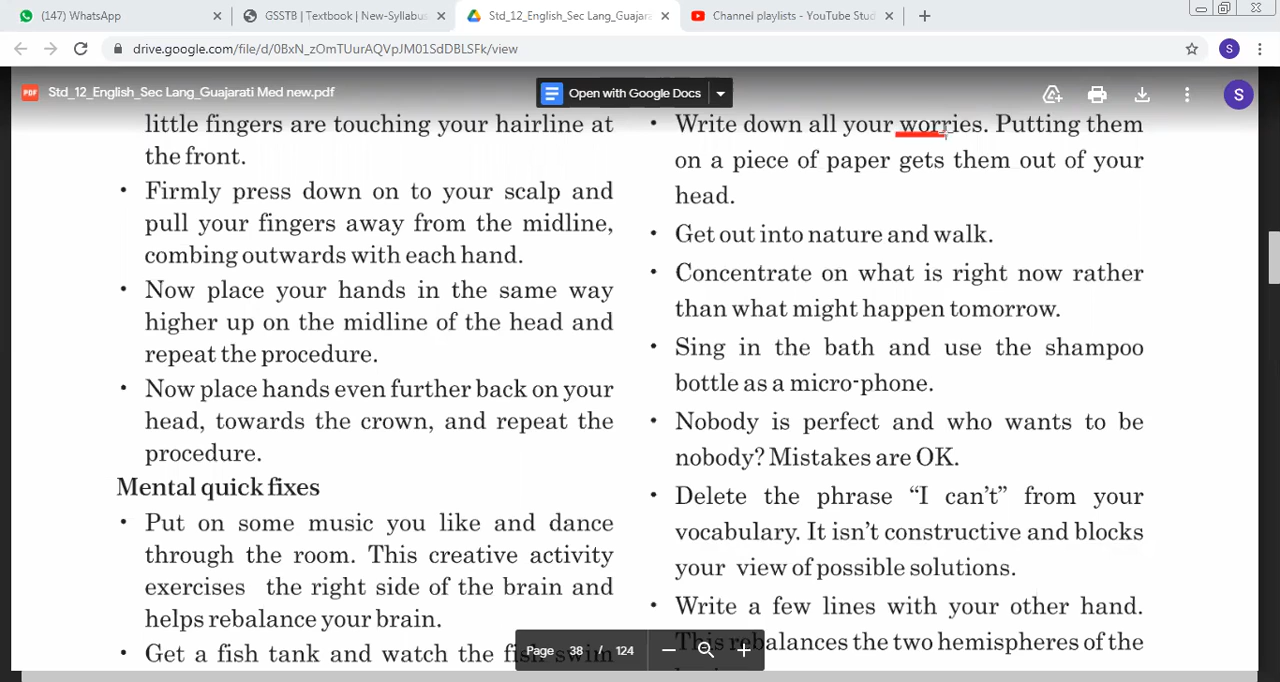 (147) WhatsApp
GSSTB | Textbook | New-Syllabus
Std_12_English_Sec Lang_Guajara
Channel playlists - YouTube Stud
drive.google.com/file/d/0BxN_zOmTUurAQVpJM01SdDBLSFk/view
S
PDF
Std_12_English_Sec Lang_Guajarati Med new.pdf
Open with Google Docs
S
little fingers are touching your hairline at
the front.
• Firmly press down on to your scalp and
pull your fingers away from the midline,
combing outwards with each hand.
• Now place your hands in the same way
higher up on the midline of the head and
repeat the procedure.
• Now place hands even further back on your
head, towards the crown, and repeat the
procedure.
Mental quick fixes
• Put on some music you like and dance
through the room. This creative activity
exercises the right side of the brain and
helps rebalance your brain.
• Get a fish tank and watch the fish swim
• Write down all your worries. Putting them
on a piece of paper gets them out of your
head.
• Get out into nature and walk.
• Concentrate on what is right now rather
than what might happen tomorrow.
• Sing in the bath and use the shampoo
bottle as a micro-phone.
• Nobody is perfect and who wants to be
nobody? Mistakes are OK.
• Delete the phrase “I can’t” from your
vocabulary. It isn’t constructive and blocks
your view of possible solutions.
• Write a few lines with your other hand.
This rebalances the two hemispheres of the
Page 38 / 124